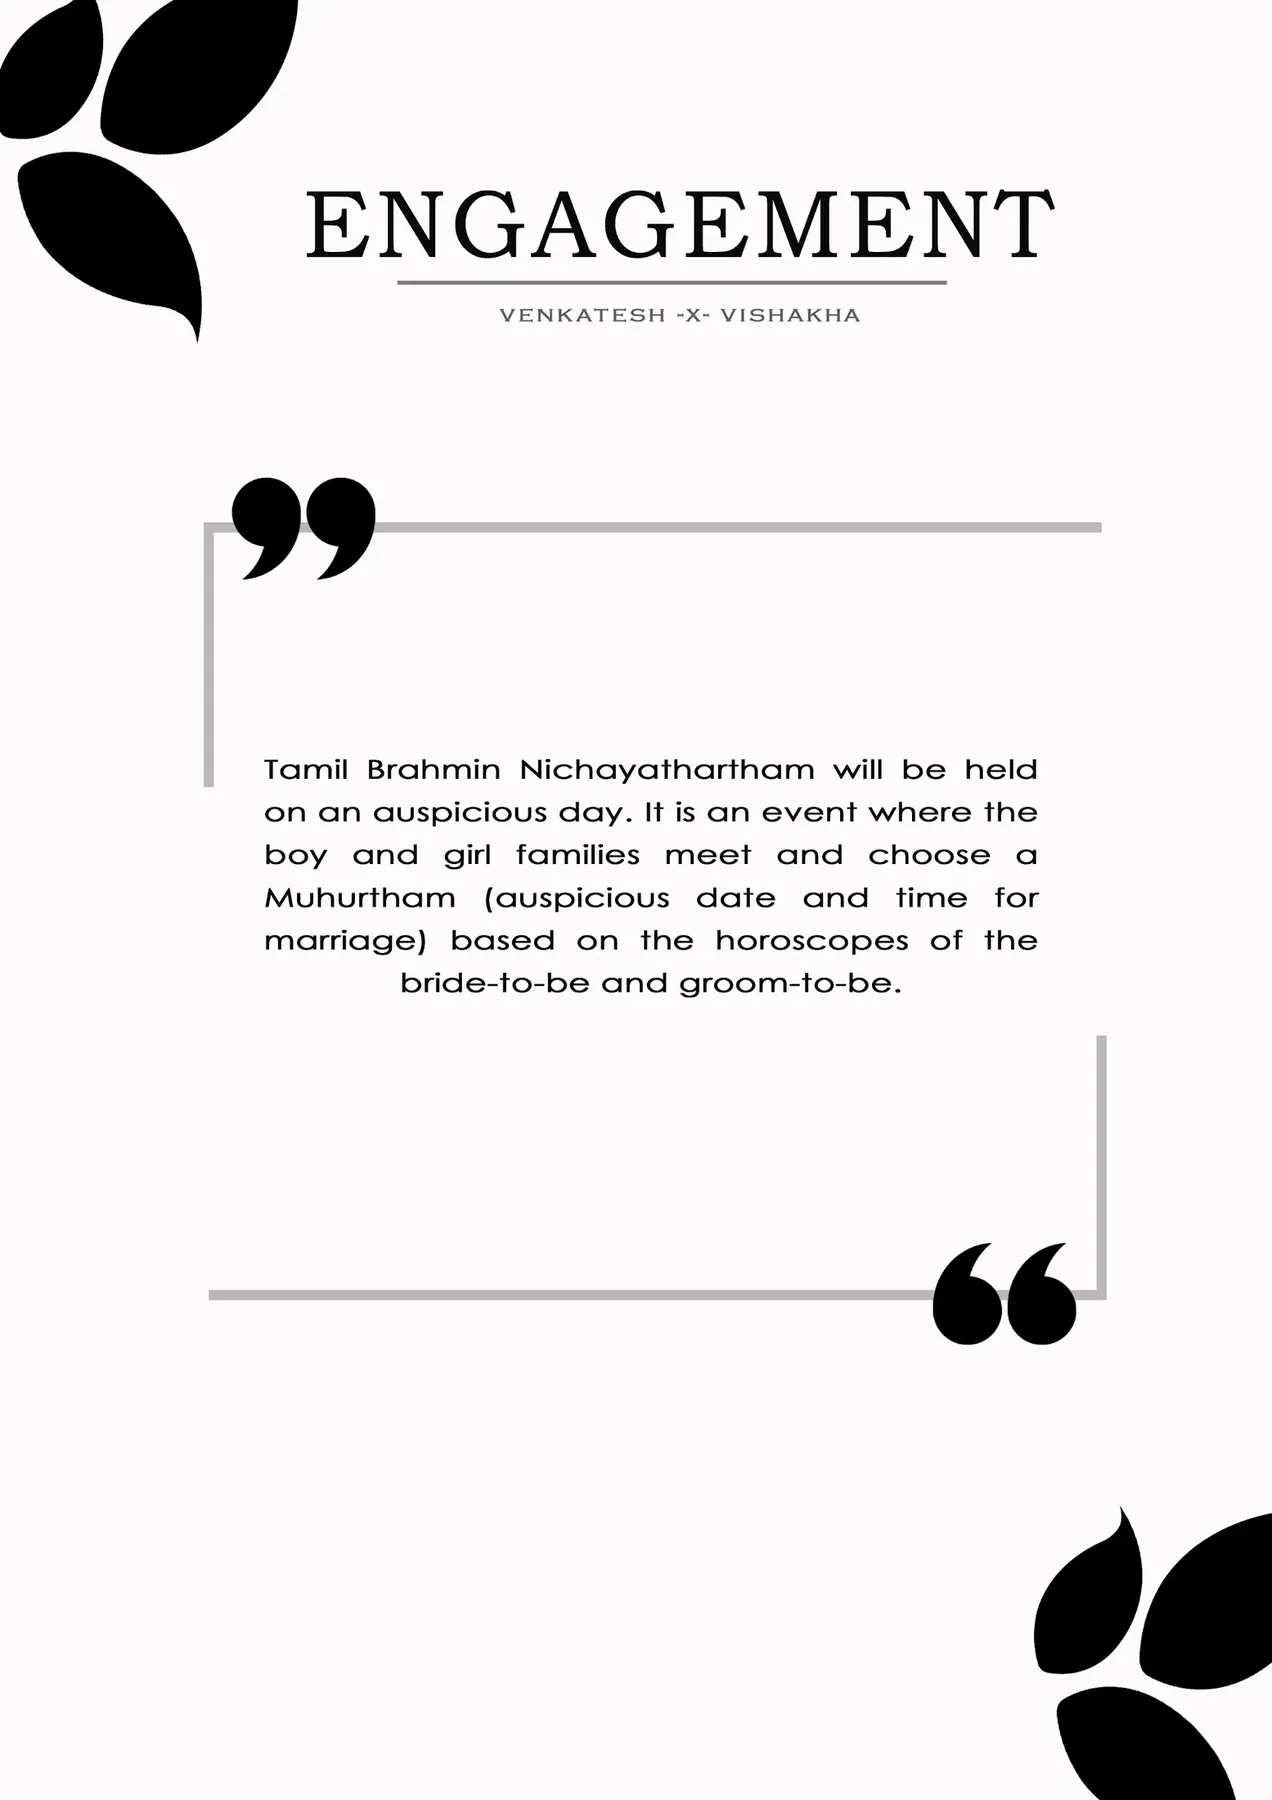 ENGAGEMENT
VENKATESH -X- VISHAKHA
”
Tamil Brahmin Nichayathartham will be held
on an auspicious day. It is an event where the
boy and girl families meet and choose a
Muhurtham (auspicious date and time for
marriage) based on the horoscopes of the
bride-to-be and groom-to-be.
“